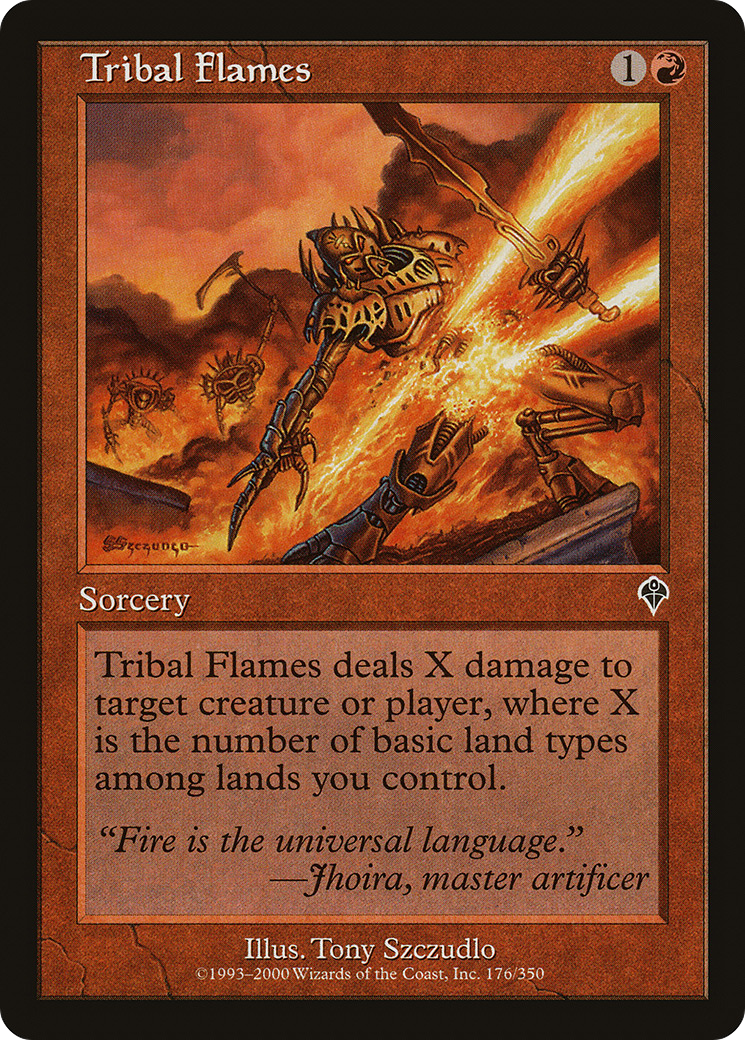 Tribal Flames
1
SSzczudlo
Sorcery
Tribal Flames deals X damage to
target creature or player, where X
is the number of basic land types
among lands you control.
“Fire is the universal language.”
—Jhoira, master artificer
Illus. Tony Szczudlo
©1993–2000 Wizards of the Coast, Inc. 176/350